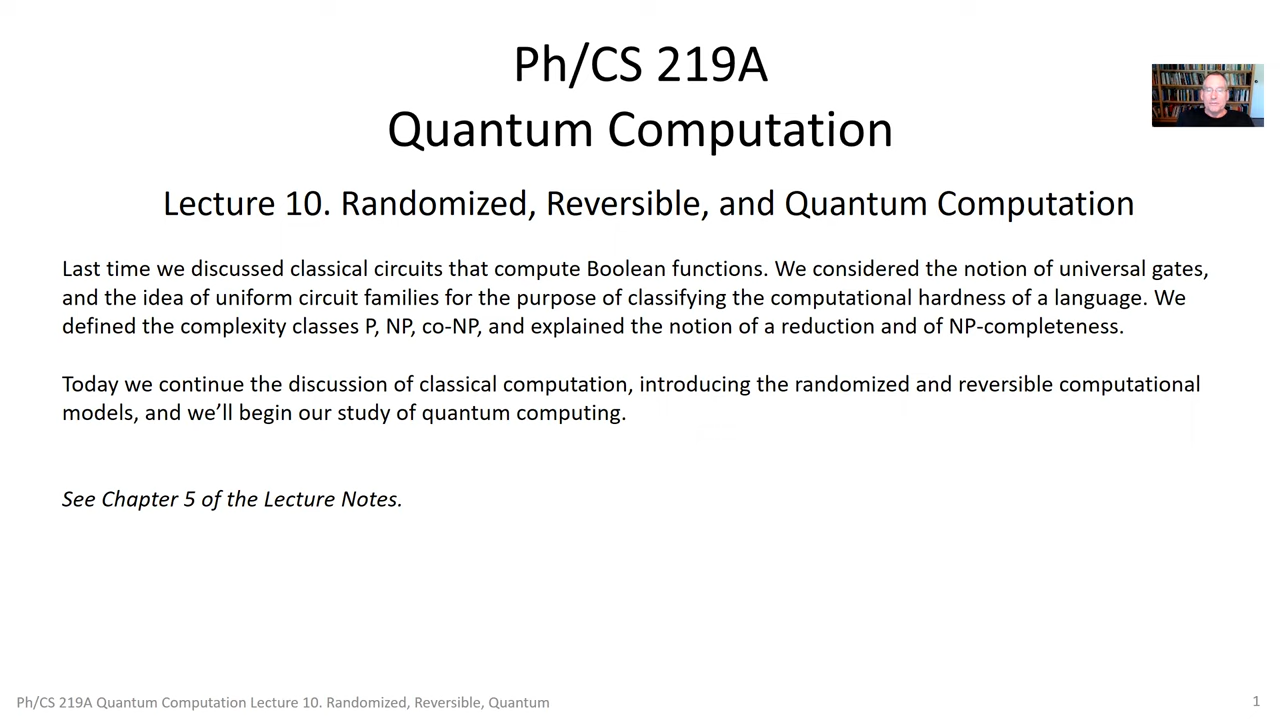 Ph/CS 219A
Quantum Computation
Lecture 10. Randomized, Reversible, and Quantum Computation
Last time we discussed classical circuits that compute Boolean functions. We considered the notion of universal gates,
and the idea of uniform circuit families for the purpose of classifying the computational hardness of a language. We
defined the complexity classes P, NP, co-NP, and explained the notion of a reduction and of NP-completeness.
Today we continue the discussion of classical computation, introducing the randomized and reversible computational
models, and we’ll begin our study of quantum computing.
See Chapter 5 of the Lecture Notes.
Ph/CS 219A Quantum Computation Lecture 10. Randomized, Reversible, Quantum
1